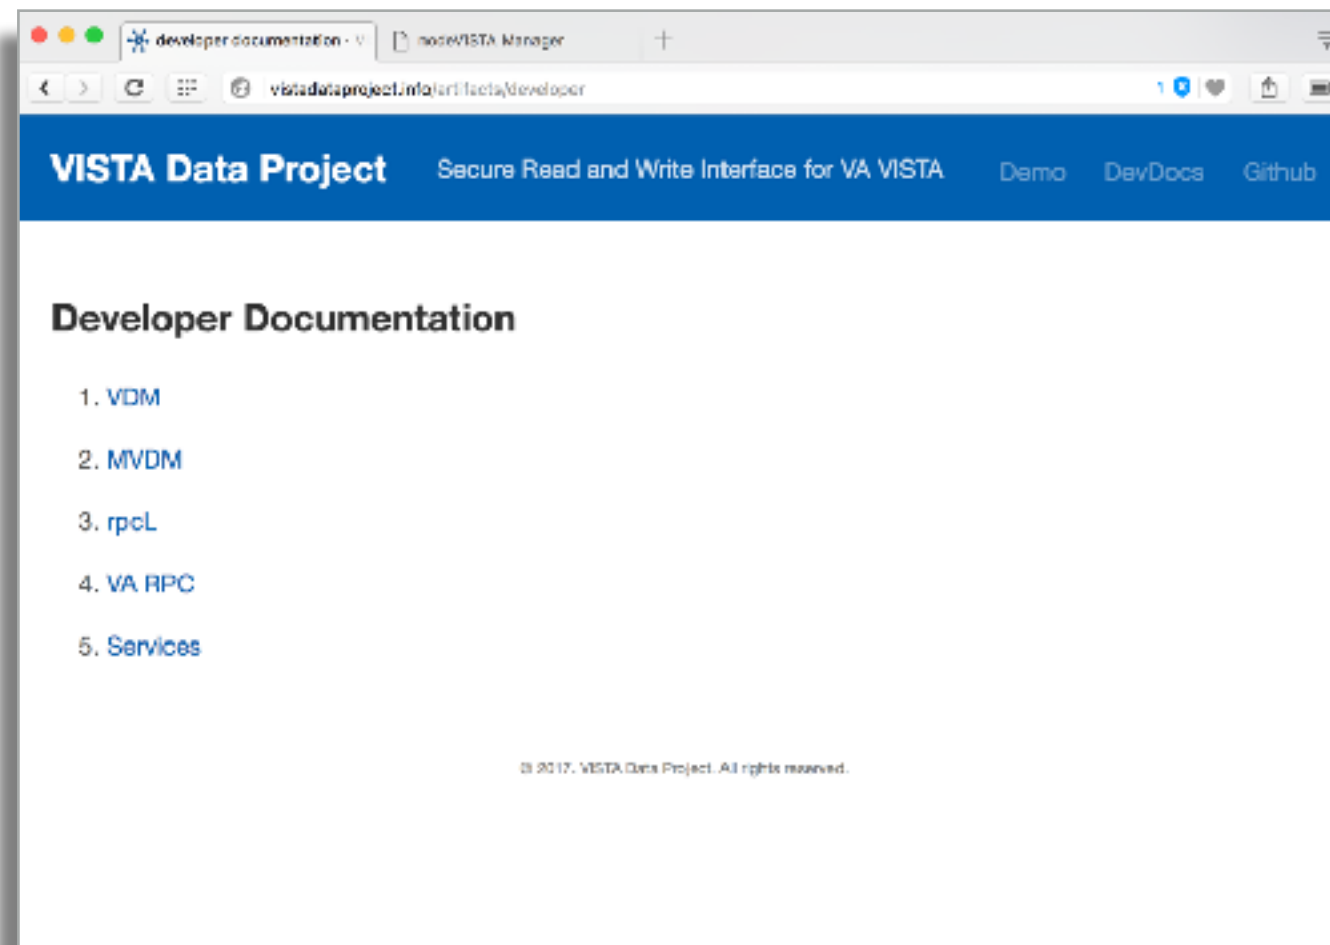 developer documentation · V
nodeVISTA Manager
vistadataproject.info/artifacts/developer
1
VISTA Data Project
Secure Read and Write Interface for VA VISTA
Demo
DevDocs
Github
Developer Documentation
1. VDM
2. MVDM
3. rpcL
4. VA RPC
5. Services
© 2017. VISTA Data Project. All rights reserved.